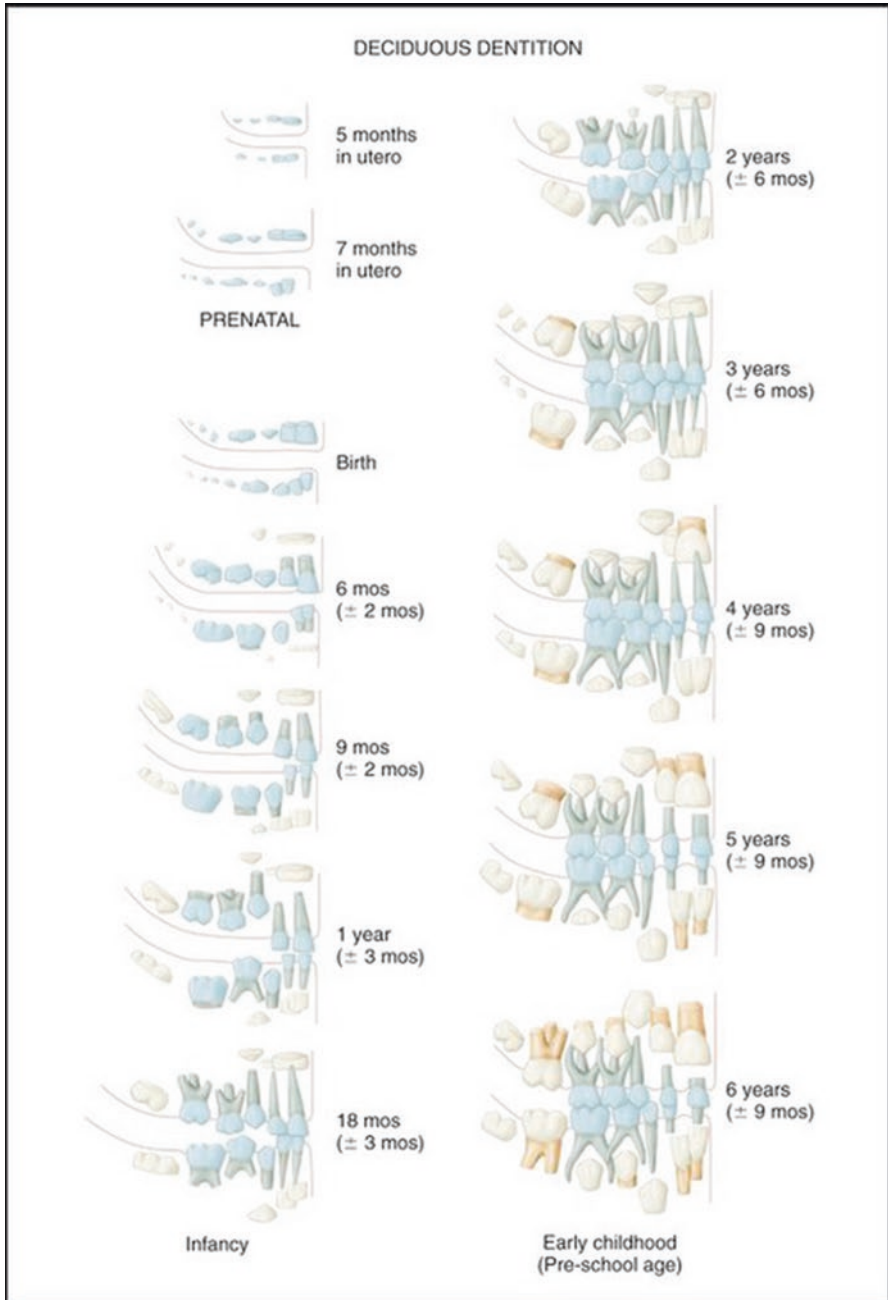 DECIDUOUS DENTITION
5 months
in utero
7 months
in utero
PRENATAL
Birth
6 mos
(± 2 mos)
9 mos
(± 2 mos)
1 year
(± 3 mos)
18 mos
(± 3 mos)
Infancy
2 years
(± 6 mos)
3 years
(± 6 mos)
4 years
(± 9 mos)
5 years
(± 9 mos)
6 years
(± 9 mos)
Early childhood
(Pre-school age)